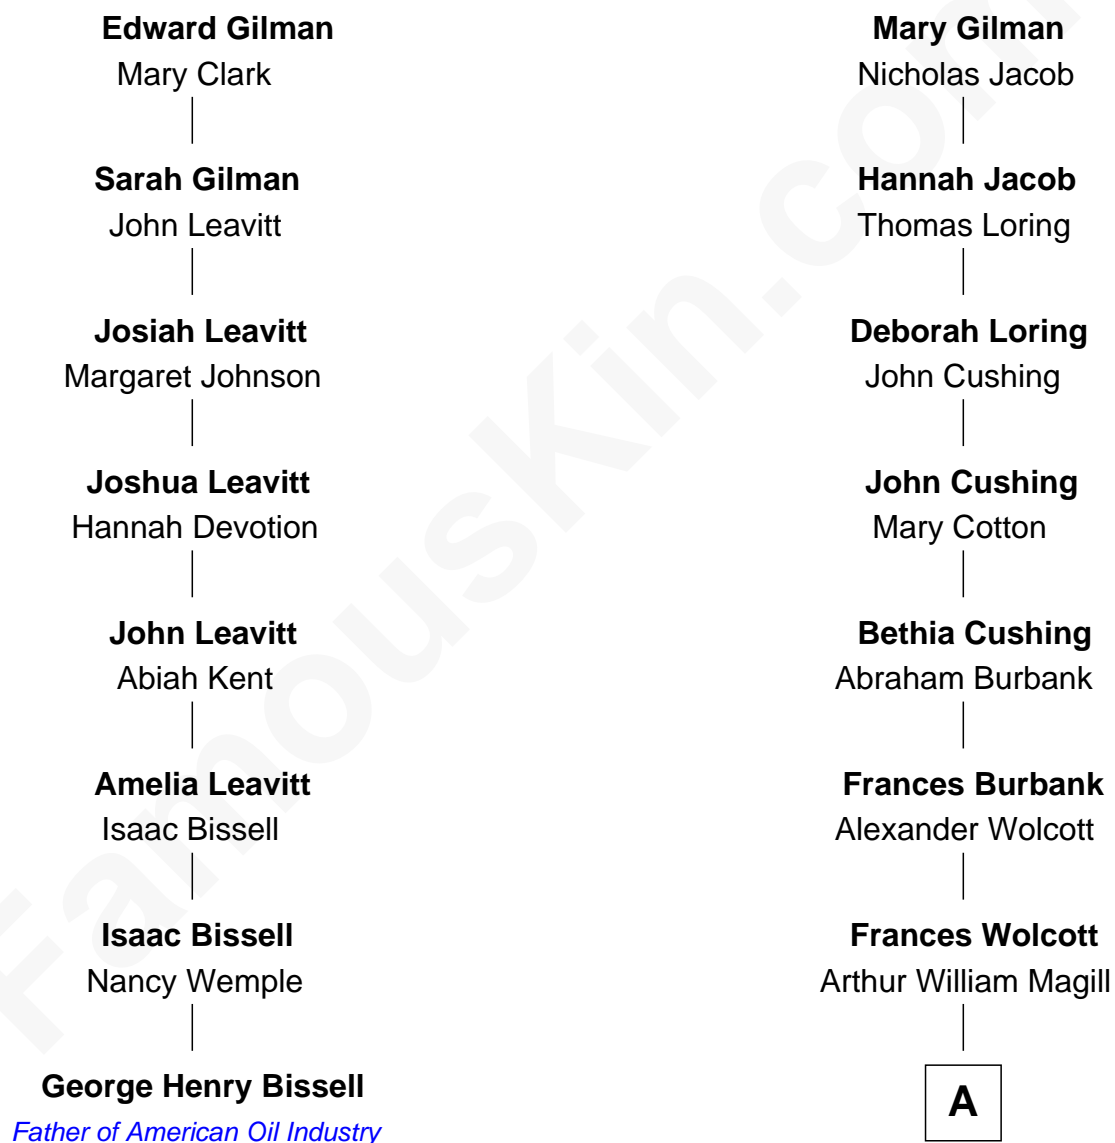 Edward Gilman
Mary Clark
Sarah Gilman
John Leavitt
Josiah Leavitt
Margaret Johnson
Joshua Leavitt
Hannah Devotion
John Leavitt
Abiah Kent
Amelia Leavitt
Isaac Bissell
Isaac Bissell
Nancy Wemple
George Henry Bissell
Father of American Oil Industry
Mary Gilman
Nicholas Jacob
Hannah Jacob
Thomas Loring
Deborah Loring
John Cushing
John Cushing
Mary Cotton
Bethia Cushing
Abraham Burbank
Frances Burbank
Alexander Wolcott
Frances Wolcott
Arthur William Magill
A
FamousKin.com